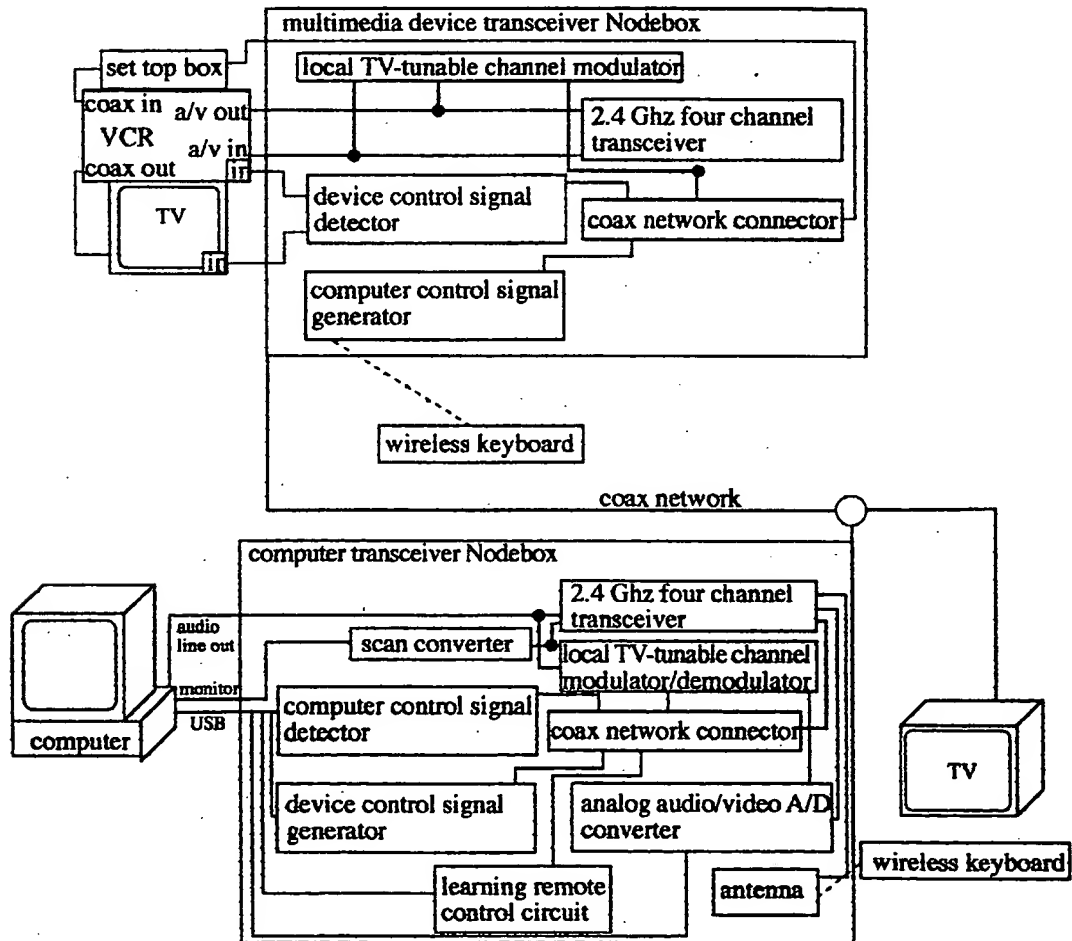 multimedia device transceiver Nodebox
set top box
local TV-tunable channel modulator
coax in
a/v out
VCR
2.4 Ghz four channel
transceiver
a/v in
coax out
ir
device control signal
detector
TV
coax network connector
ir
computer control signal
generator
wireless keyboard
coax network
computer transceiver Nodebox
2.4 Ghz four channel
transceiver
audio
line out
scan converter
local TV-tunable channel
modulator/demodulator
monitor
USB
computer control signal
detector
coax network connector
computer
TV
device control signal
generator
analog audio/video A/D
converter
wireless keyboard
learning remote
control circuit
antenna